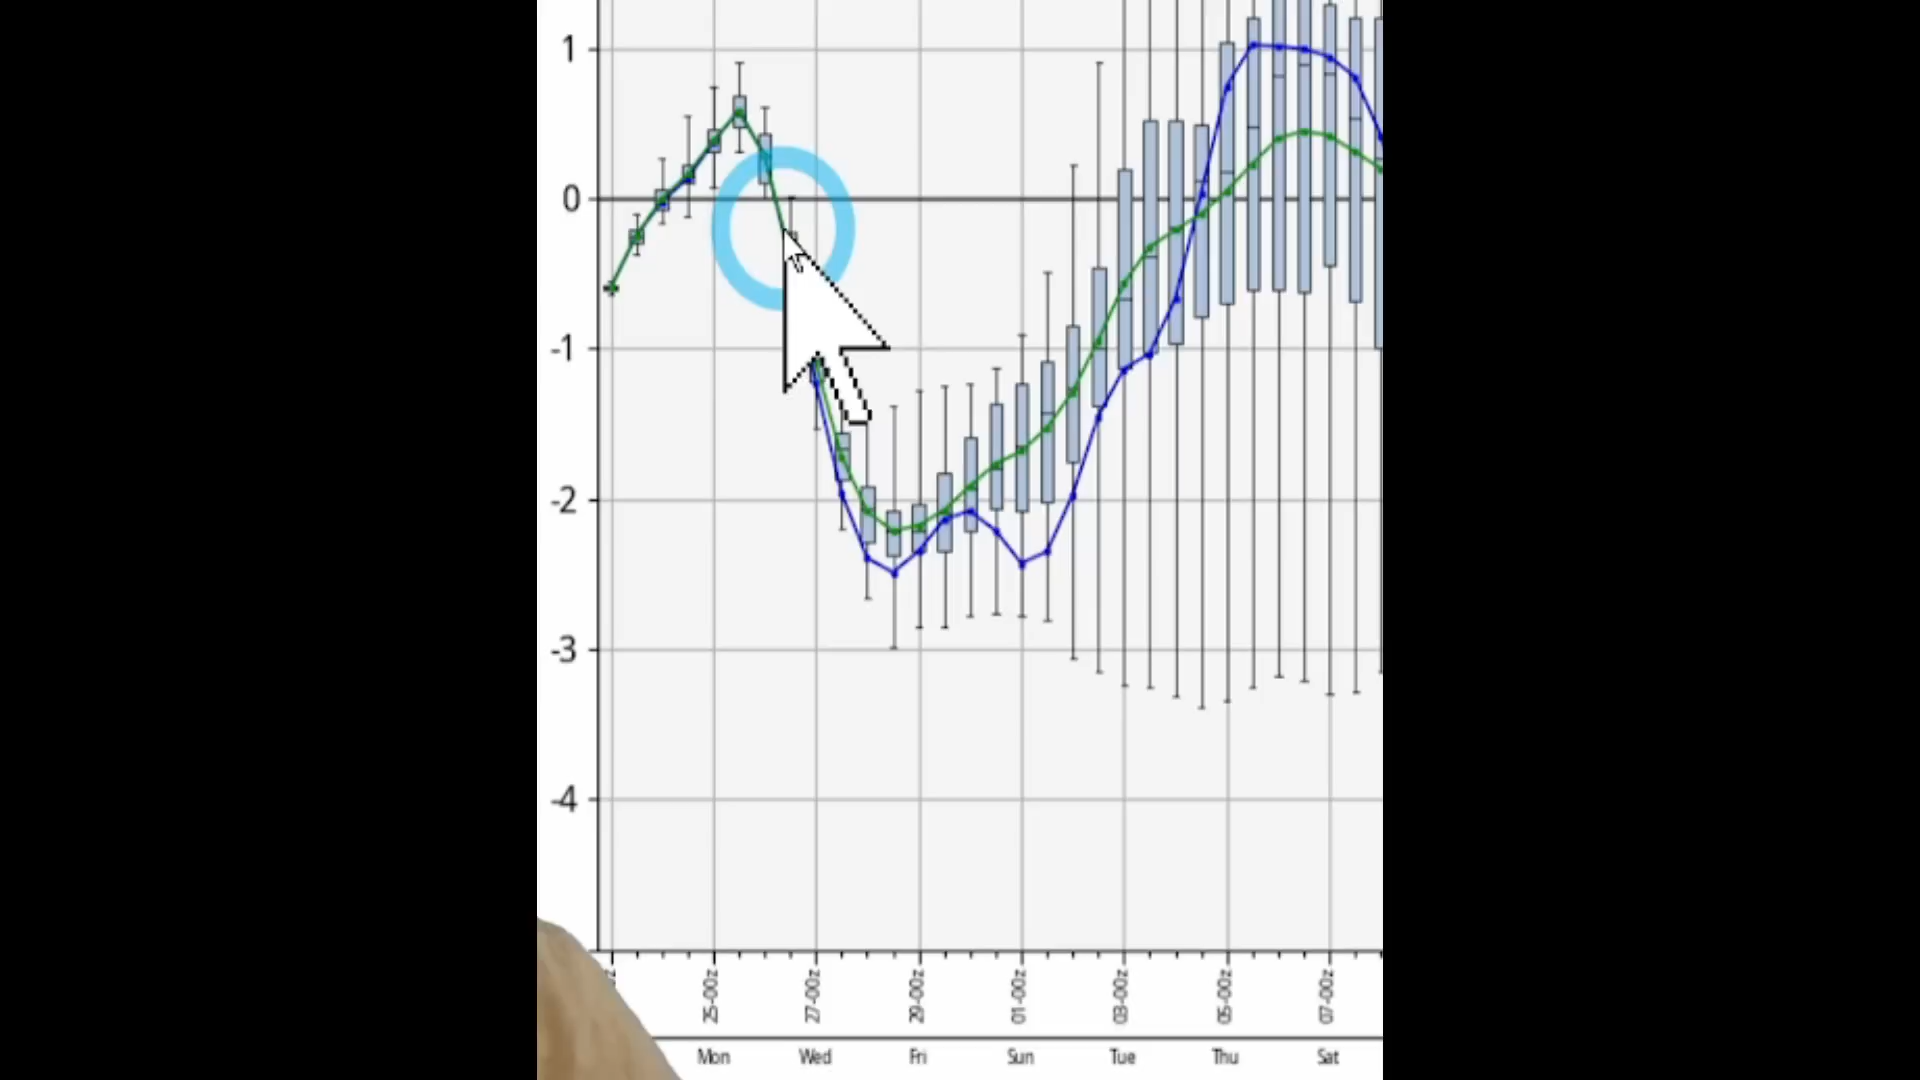 1
0
-1
-2
-3
-4
25-00z
27-00z
29-00z
01-00z
03-00z
05-00z
07-00z
Mon Wed Fri Sun Tue Thu Sat